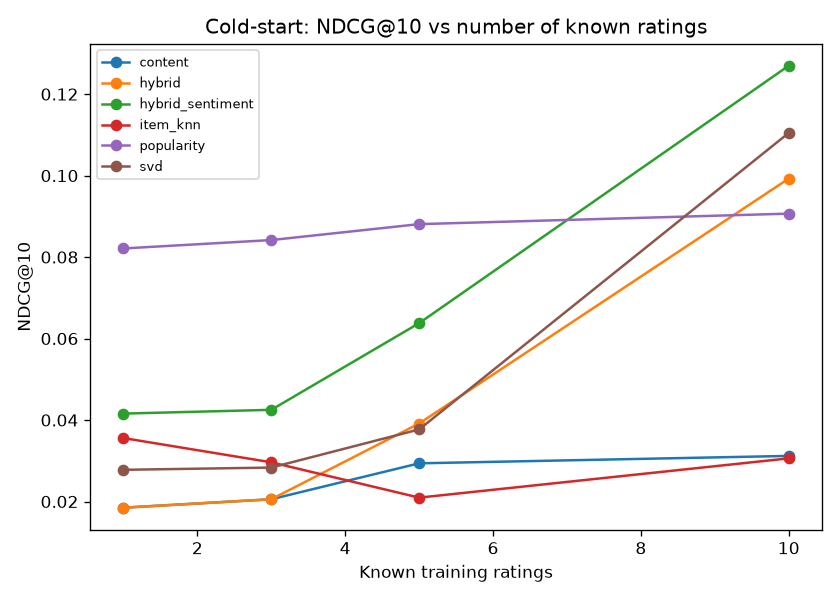 Cold-start: NDCG@10 vs number of known ratings
content
hybrid
hybrid_sentiment
item_knn
popularity
svd
0.12
0.10
0.08
0.06
0.04
0.02
NDCG@10
2 4 6 8 10
Known training ratings